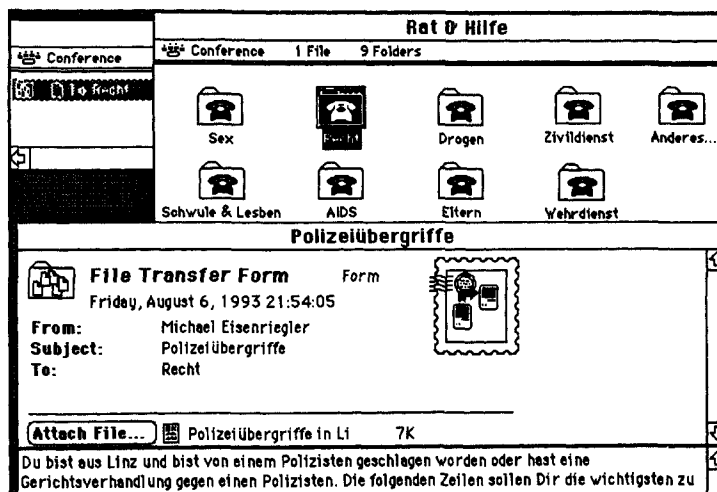 Rat & Hilfe
Conference
Conference 1 File 9 Folders
To Recht
Sex Recht Drogen Zivildienst Anderes...
Schwule & Lesben AIDS Eltern Wehrdienst
Polizeiübergriffe
File Transfer Form Form
Friday, August 6, 1993 21:54:05
From: Michael Eisenriegler
Subject: Polizeiübergriffe
To: Recht
Attach File... Polizeiübergriffe in Li 7K
Du bist aus Linz und bist von einem Polizisten geschlagen worden oder hast eine
Gerichtsverhandlung gegen einen Polizisten. Die folgenden Zeilen sollen Dir die wichtigsten zu